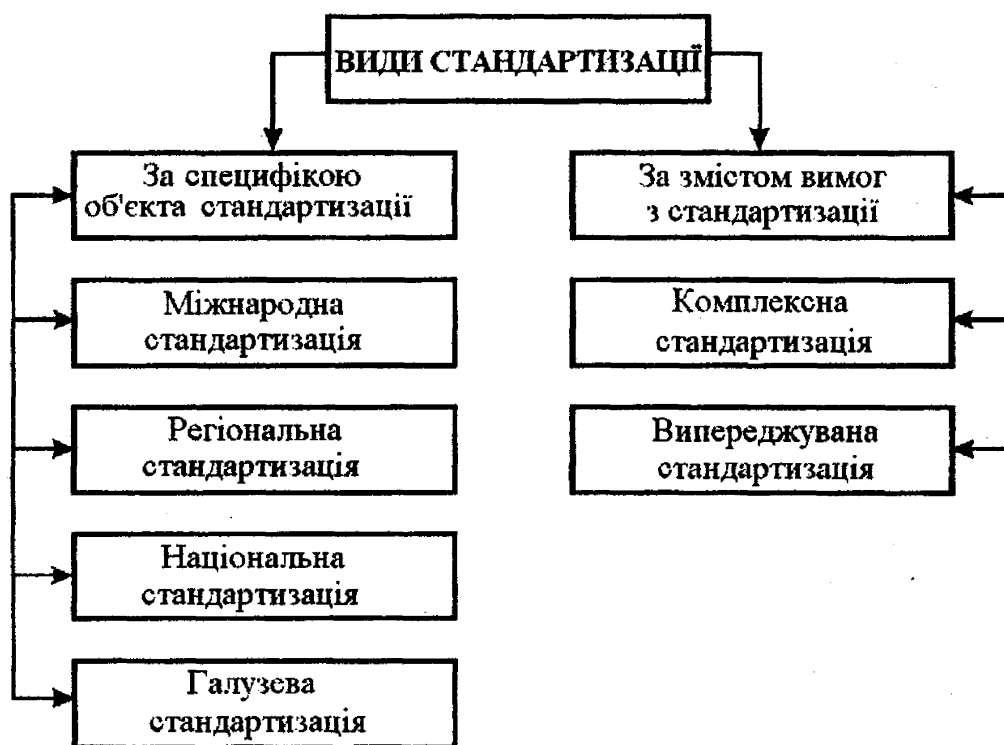 ВИДИ СТАНДАРТИЗАЦІЇ
За специфікою
об'єкта стандартизації
Міжнародна
стандартизація
Регіональна
стандартизація
Національна
стандартизація
Галузева
стандартизація
За змістом вимог
з стандартизації
Комплексна
стандартизація
Випереджувана
стандартизація